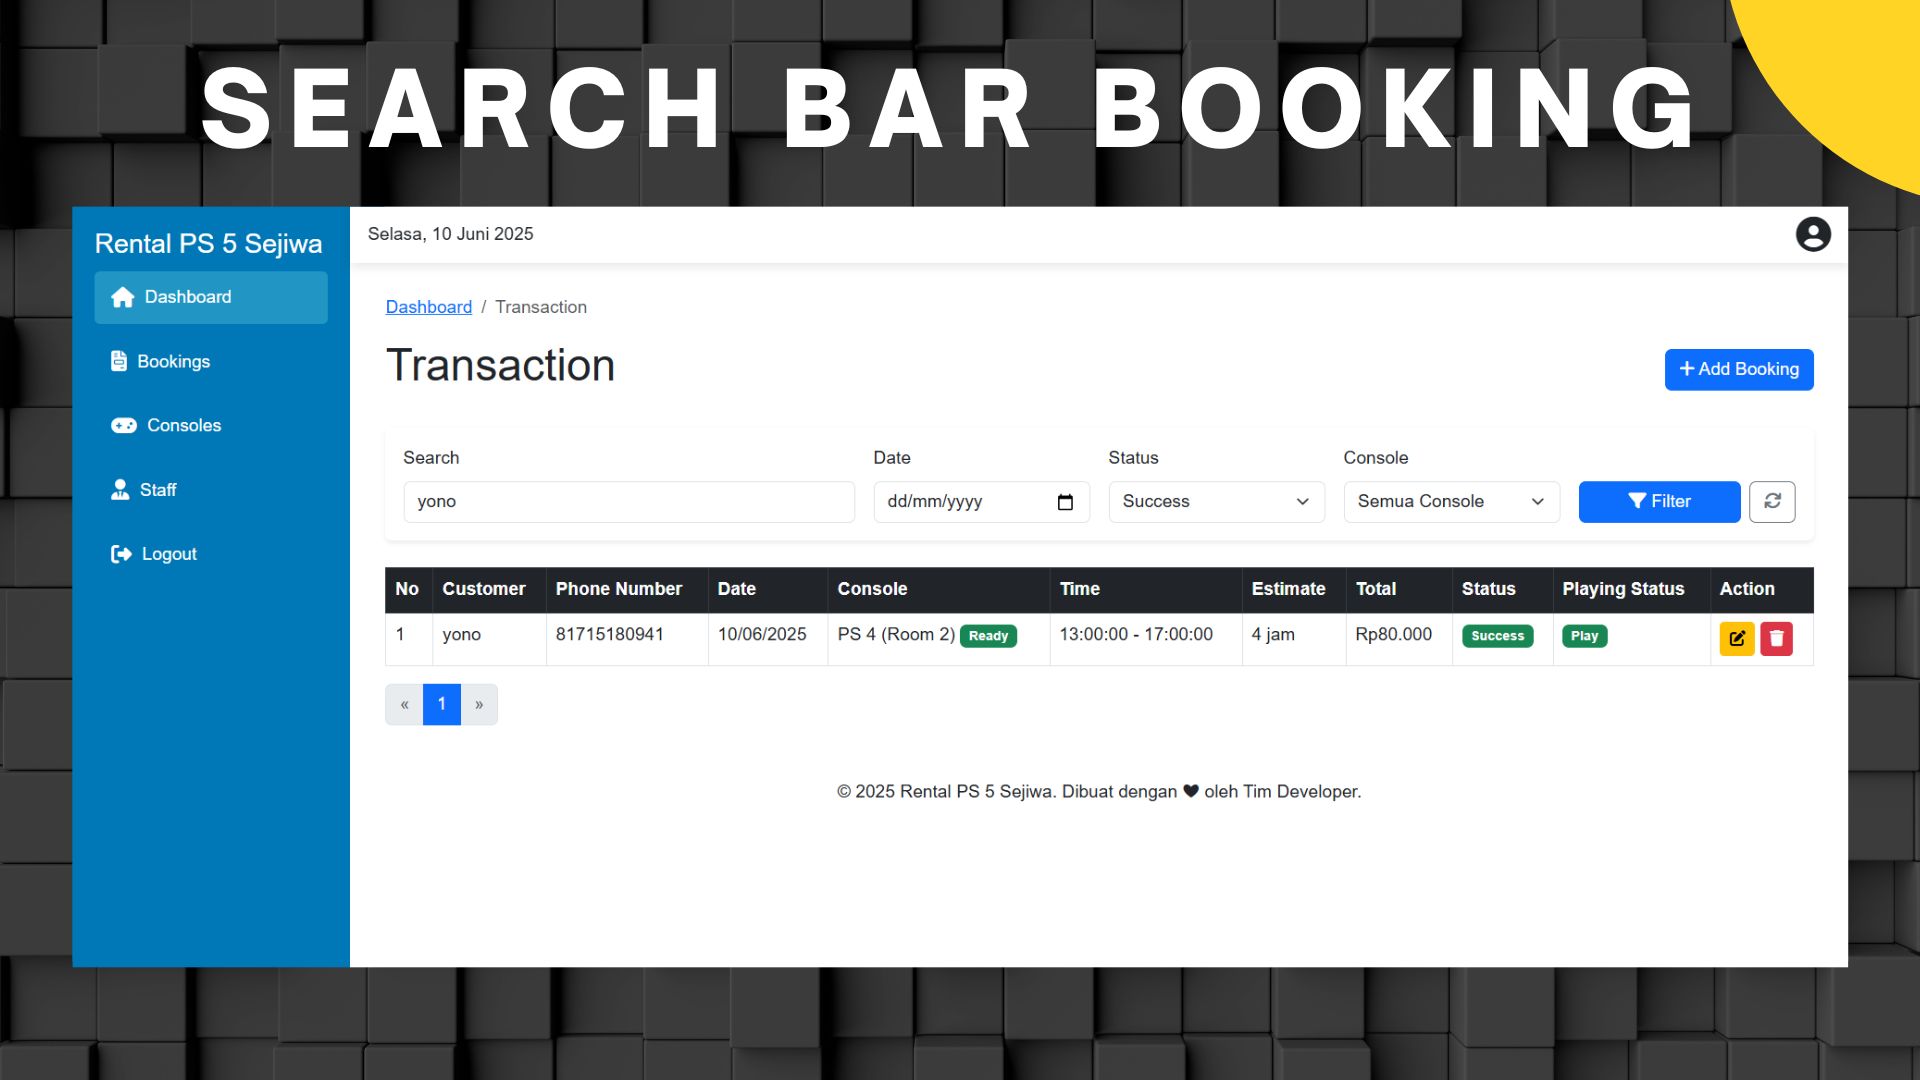 SEARCH BAR BOOKING
Rental PS 5 Sejiwa
Dashboard
Bookings
Consoles
Staff
Logout
Selasa, 10 Juni 2025
Dashboard / Transaction
Transaction
+ Add Booking
Search Date Status Console
yono dd/mm/yyyy Success Semua Console Filter
No Customer Phone Number Date Console Time Estimate Total Status Playing Status Action
1 yono 81715180941 10/06/2025 PS 4 (Room 2) Ready 13:00:00 - 17:00:00 4 jam Rp80.000 Success Play
« 1 »
© 2025 Rental PS 5 Sejiwa. Dibuat dengan ♥ oleh Tim Developer.